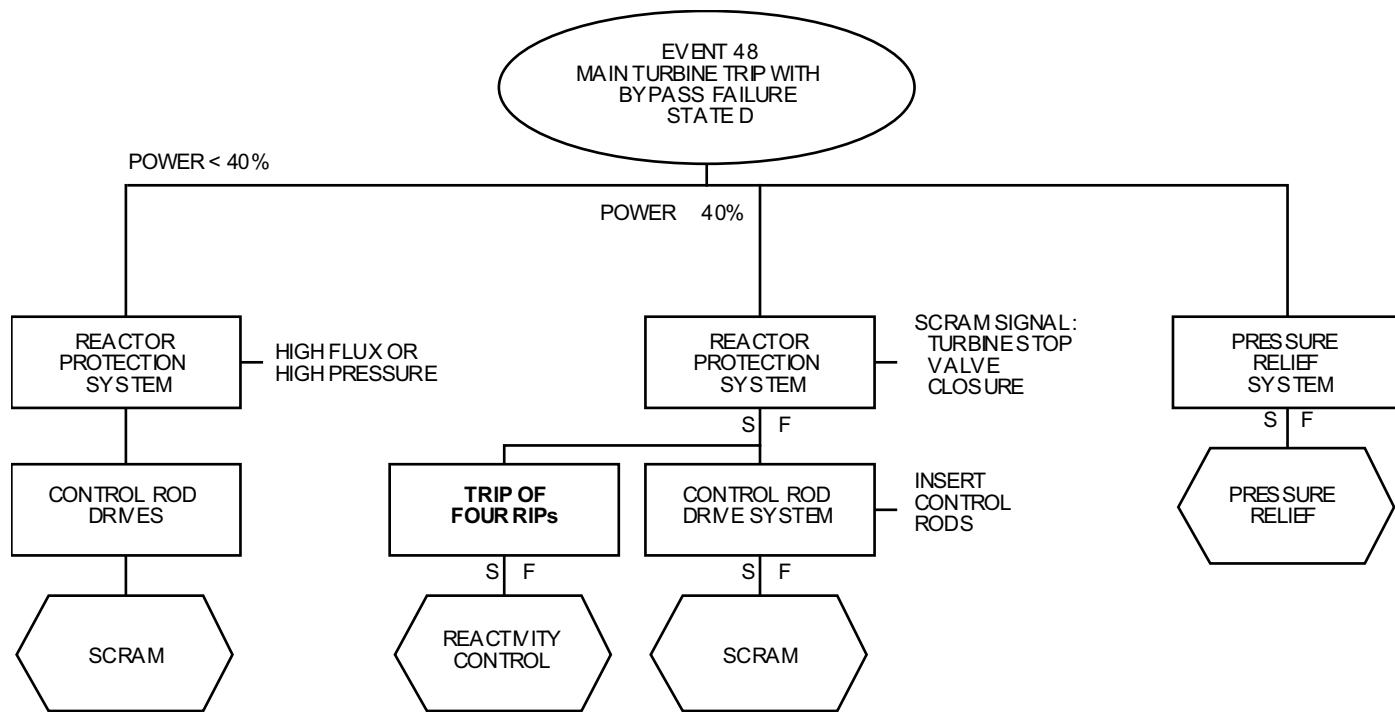 EVENT 48
MAIN TURBINE TRIP WITH
BYPASS FAILURE
STATE D
POWER < 40%
POWER 40%
REACTOR
PROTECTION
SYSTEM
HIGH FLUX OR
HIGH PRESSURE
REACTOR
PROTECTION
SYSTEM
SCRAM SIGNAL:
TURBINE STOP
VALVE
CLOSURE
PRESSURE
RELIEF
SYSTEM
S F
S F
CONTROL ROD
DRIVES
TRIP OF
FOUR RIPs
CONTROL ROD
DRIVE SYSTEM
INSERT
CONTROL
RODS
PRESSURE
RELIEF
S F
S F
SCRAM
REACTIVITY
CONTROL
SCRAM